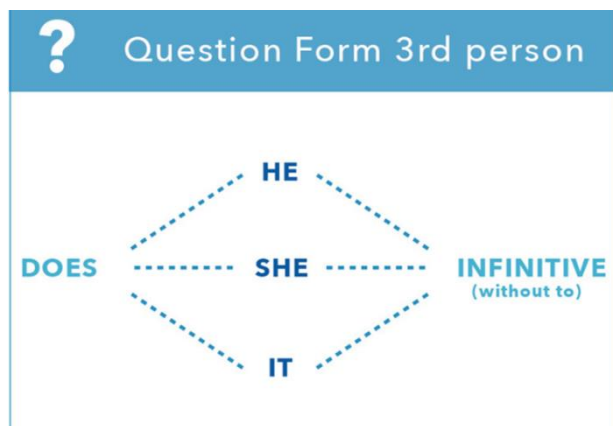 ? Question Form 3rd person
HE
DOES SHE INFINITIVE
(without to)
IT